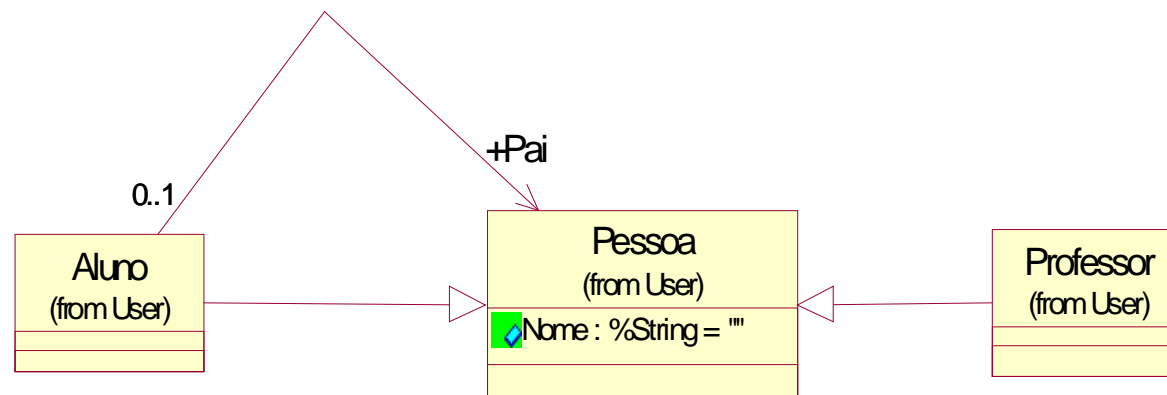 +Pai
0..1
Aluno
(from User)
Pessoa
(from User)
Nome : %String = ""
Professor
(from User)